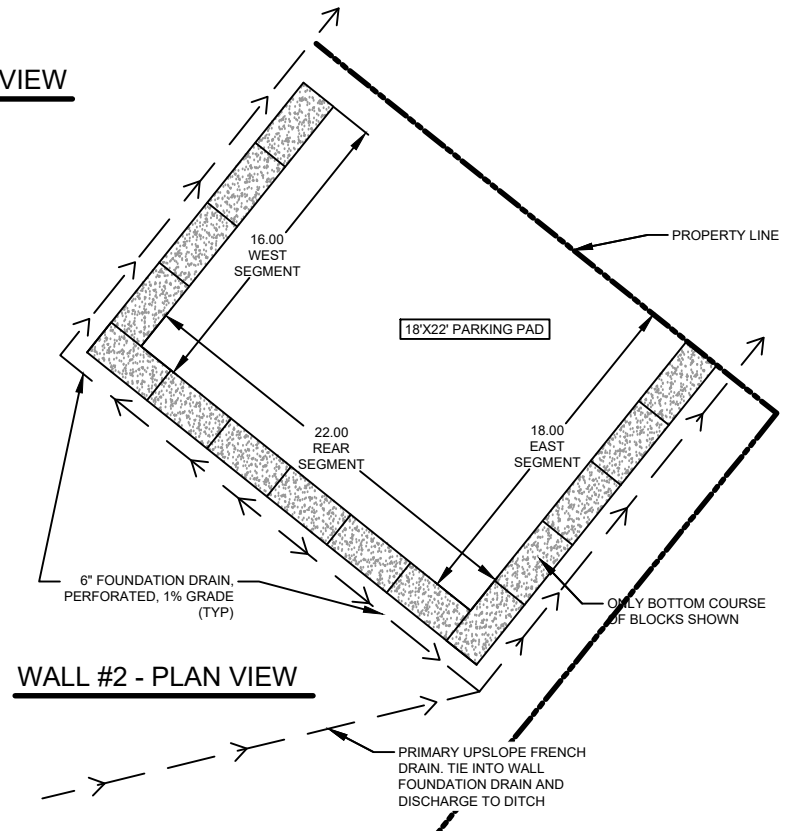 VIEW
PROPERTY LINE
16.00
WEST
SEGMENT
18'X22' PARKING PAD
22.00
REAR
SEGMENT
18.00
EAST
SEGMENT
6" FOUNDATION DRAIN,
PERFORATED, 1% GRADE
(TYP)
ONLY BOTTOM COURSE
OF BLOCKS SHOWN
WALL #2 - PLAN VIEW
PRIMARY UPSLOPE FRENCH
DRAIN. TIE INTO WALL
FOUNDATION DRAIN AND
DISCHARGE TO DITCH